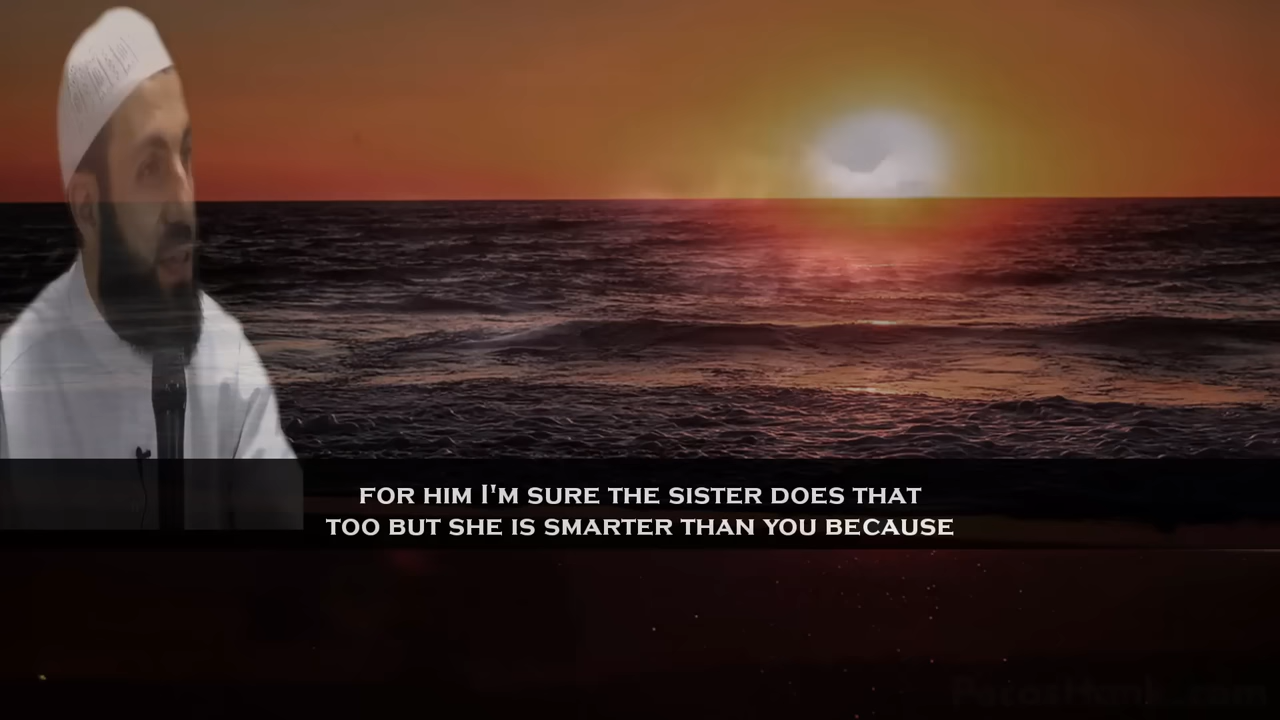 FOR HIM I'M SURE THE SISTER DOES THAT
TOO BUT SHE IS SMARTER THAN YOU BECAUSE